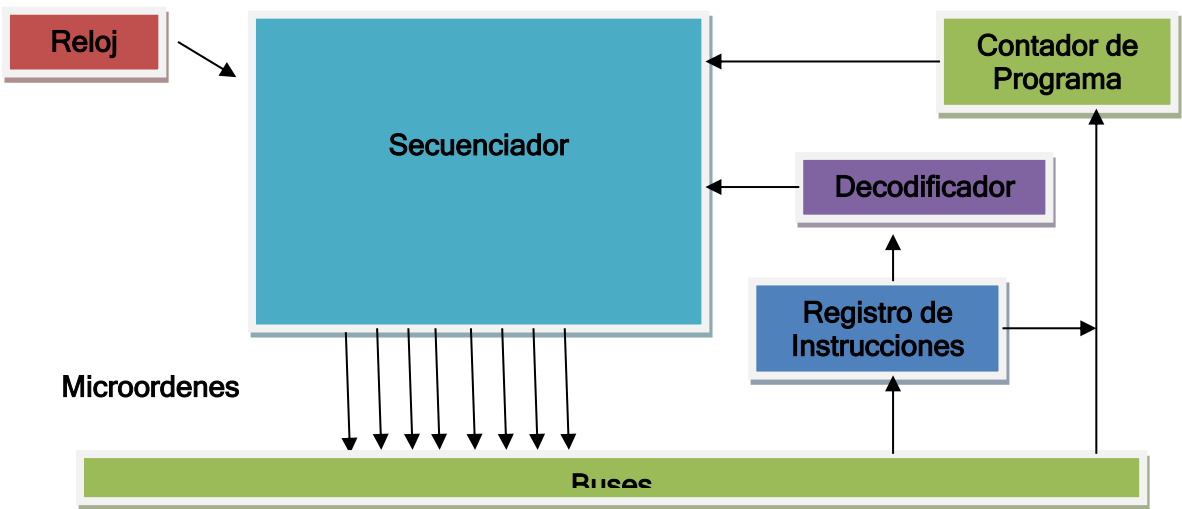 Reloj
Contador de
Programa
Secuenciador
Decodificador
Registro de
Instrucciones
Microordenes
Buses